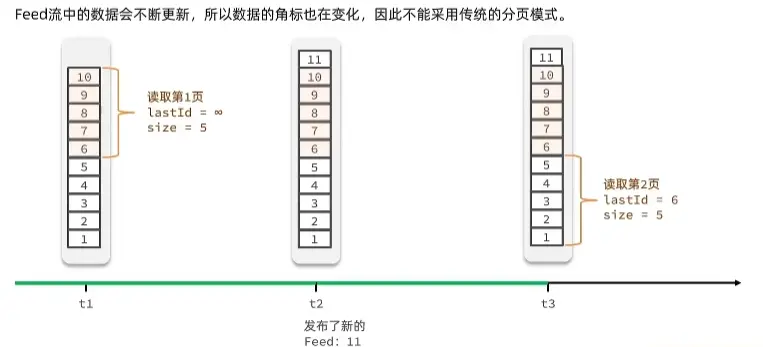 Feed流中的数据会不断更新，所以数据的角标也在变化，因此不能采用传统的分页模式。
10
9
8
7
6
5
4
3
2
1
读取第1页
lastId = ∞
size = 5
11
10
9
8
7
6
5
4
3
2
1
11
10
9
8
7
6
5
4
3
2
1
读取第2页
lastId = 6
size = 5
t1
t2
t3
发布了新的
Feed: 11